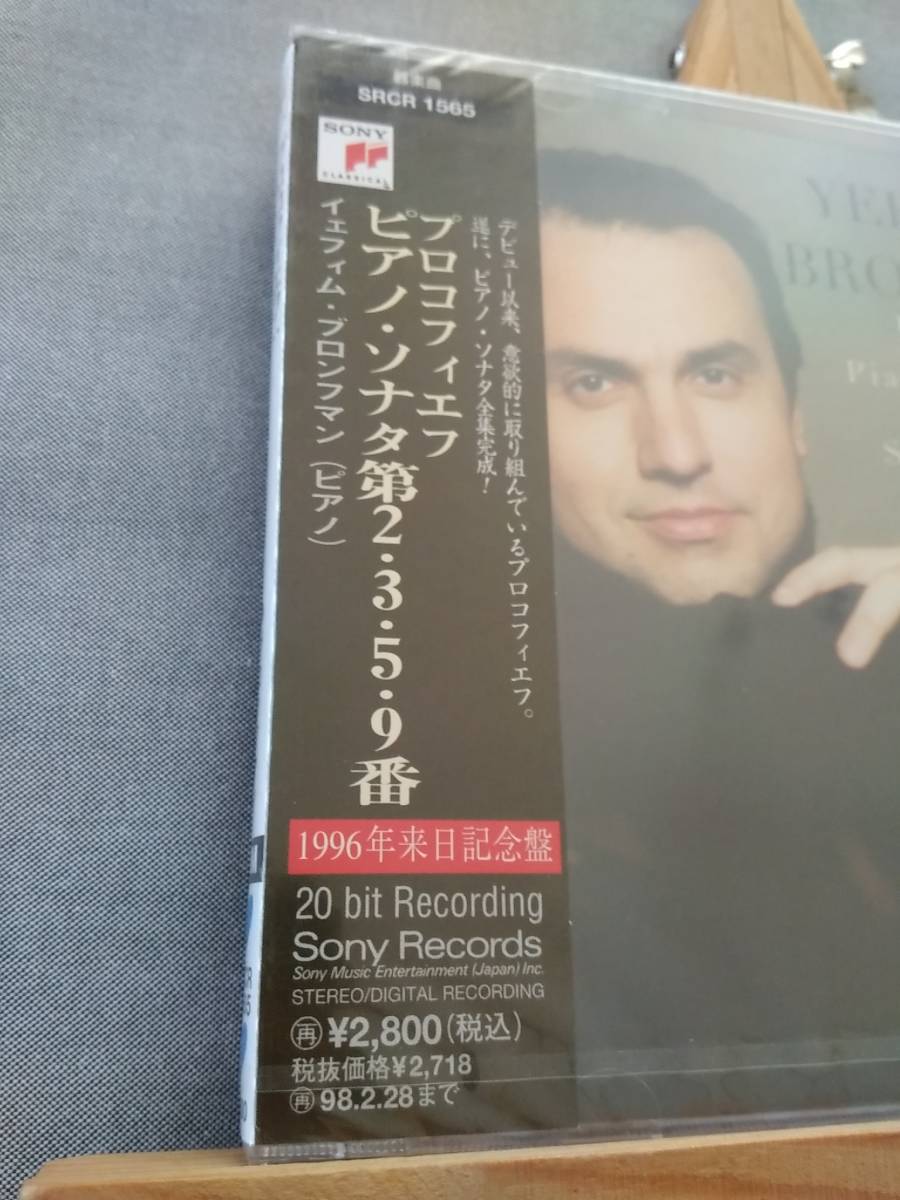 器楽曲
SRCR 1565
SONY
CLASSICAL
デビュー以来、意欲的に取り組んでいるプロコフィエフ。
遂に、ピアノ・ソナタ全集完成！
プロコフィエフ
ピアノ・ソナタ第2・3・5・9番
イェフィム・ブロンフマン（ピアノ）
1996年来日記念盤
20 bit Recording
Sony Records
Sony Music Entertainment (Japan) Inc.
STEREO/DIGITAL RECORDING
再 ¥2,800(税込)
税抜価格¥2,718
再 98.2.28まで
YE
BRO
Pia
S